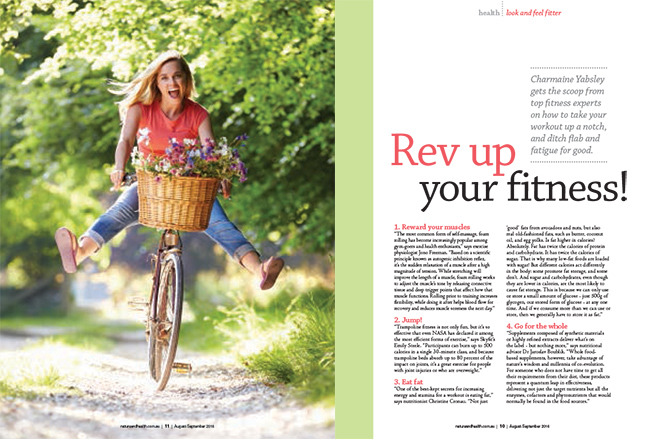 health | look and feel fitter
Charmaine Yabsley
gets the scoop from
top fitness experts
on how to take your
workout up a notch,
and ditch flab and
fatigue for good.
Rev up
your fitness!
1. Reward your muscles
"The most common form of self-massage, foam
rolling has become increasingly popular among
gym-goers and health enthusiasts," says exercise
physiologist Jono Freeman. "Based on a scientific
principle known as autogenic inhibition reflex,
it's the sudden relaxation of a muscle after a high
magnitude of tension. While stretching will
improve the length of a muscle, foam rolling works
to adjust the muscle's tone by releasing connective
tissue and deep trigger points that affect how that
muscle functions. Rolling prior to training increases
flexibility, while doing it after helps blood flow for
recovery and reduces muscle soreness the next day."
2. Jump!
"Trampoline fitness is not only fun, but it's so
effective that even NASA has declared it among
the most efficient forms of exercise," says Skyfit's
Emily Steele. "Participants can burn up to 500
calories in a single 30-minute class, and because
trampoline beds absorb up to 80 percent of the
impact on joints, it's a great exercise for people
with joint injuries or who are overweight."
3. Eat fat
"One of the best-kept secrets for increasing
energy and stamina for a workout is eating fat,"
says nutritionist Christine Cronau. "Not just
'good' fats from avocados and nuts, but also
real old-fashioned fats, such as butter, coconut
oil, and egg yolks. Is fat higher in calories?
Absolutely. Fat has twice the calories of protein
and carbohydrate. It has twice the calories of
sugar. That is why many low-fat foods are loaded
with sugar! But different calories act differently
in the body: some promote fat storage, and some
don't. And sugar and carbohydrates, even though
they are lower in calories, are the most likely to
cause fat storage. This is because we can only use
or store a small amount of glucose - just 500g of
glycogen, our stored form of glucose - at any one
time. And if we consume more than we can use or
store, then we generally have to store it as fat."
4. Go for the whole
"Supplements composed of synthetic materials
or highly refined extracts deliver what's on
the label - but nothing more," says nutritional
advisor Dr Jaroslav Boublik. "Whole food-
based supplements, however, take advantage of
nature's wisdom and millennia of co-evolution.
For someone who does not have time to get all
their requirements from their diet, these products
represent a quantum leap in effectiveness,
delivering not just the target nutrients but all the
enzymes, cofactors and phytonutrients that would
normally be found in the food sources."
naturalhealth.com.au | 11 | August/September 2016
naturalhealth.com.au | 10 | August/September 2016